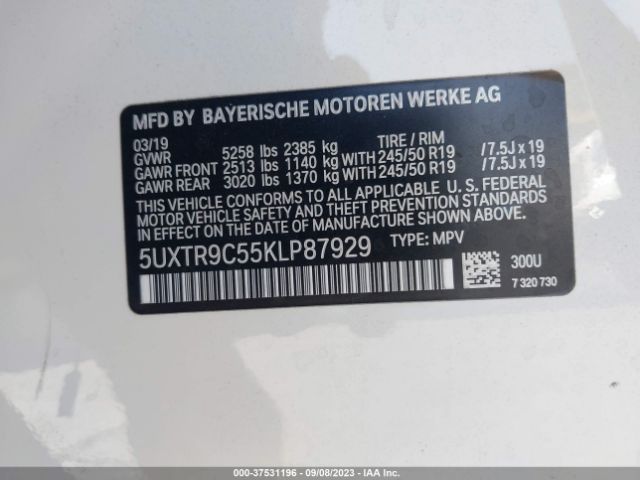 MFD BY BAYERISCHE MOTOREN WERKE AG
03/19 TIRE / RIM
GVWR 5258 lbs 2385 kg
GAWR FRONT 2513 lbs 1140 kg WITH 245/50 R19 /7.5J x 19
GAWR REAR 3020 lbs 1370 kg WITH 245/50 R19 /7.5J x 19
THIS VEHICLE CONFORMS TO ALL APPLICABLE U. S. FEDERAL
MOTOR VEHICLE SAFETY, BUMPER, AND THEFT PREVENTION STANDARDS
IN EFFECT ON THE DATE OF MANUFACTURE SHOWN ABOVE.
5UXTR9C55KLP87929 TYPE: MPV
300U
7 320 730
Copart - 37531196 - 09/08/2023 - IAA Inc.